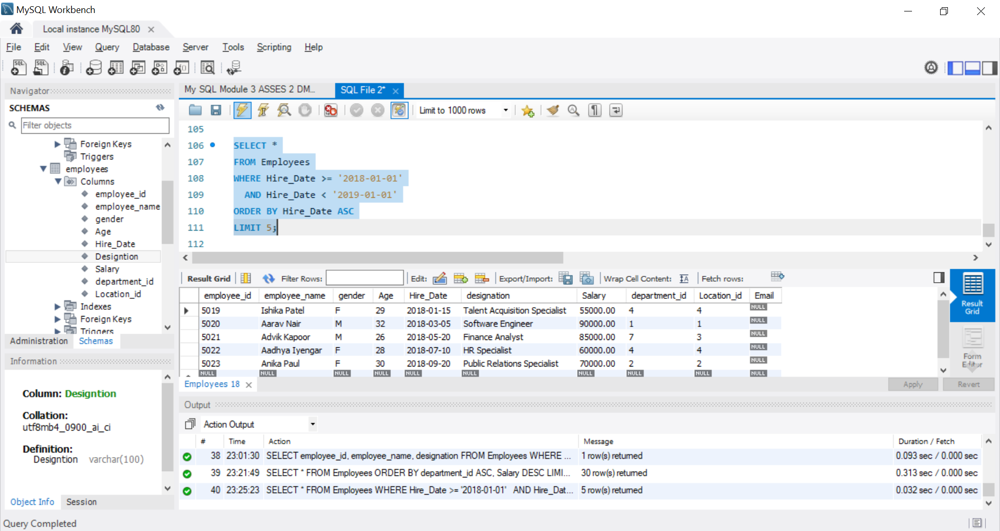 MySQL Workbench
Local instance MySQL80
File Edit View Query Database Server Tools Scripting Help
Navigator
SCHEMAS
Filter objects
Foreign Keys
Triggers
employees
Columns
employee_id
employee_name
gender
Age
Hire_Date
Designtion
Salary
department_id
Location_id
Indexes
Foreign Keys
Triggers
Administration Schemas
Information
Column: Designtion
Collation:
utf8mb4_0900_ai_ci
Definition:
Designtion varchar(100)
Object Info Session
My SQL Module 3 ASSES 2 DM... SQL File 2*
Limit to 1000 rows
105
106 SELECT *
107 FROM Employees
108 WHERE Hire_Date >= '2018-01-01'
109 AND Hire_Date < '2019-01-01'
110 ORDER BY Hire_Date ASC
111 LIMIT 5;
112
Result Grid Filter Rows: Edit: Export/Import: Wrap Cell Content: Fetch rows:
employee_id employee_name gender Age Hire_Date designation Salary department_id Location_id Email
5019 Ishika Patel F 29 2018-01-15 Talent Acquisition Specialist 55000.00 4 4 NULL
5020 Aarav Nair M 32 2018-03-05 Software Engineer 90000.00 1 1 NULL
5021 Advik Kapoor M 26 2018-05-20 Finance Analyst 85000.00 7 3 NULL
5022 Aadhya Iyengar F 28 2018-07-10 HR Specialist 60000.00 4 4 NULL
5023 Anika Paul F 30 2018-09-20 Public Relations Specialist 70000.00 2 2 NULL
NULL NULL NULL NULL NULL NULL NULL NULL NULL NULL
Result
Grid
Form
Editor
Employees 18
Apply Revert
Output
Action Output
# Time Action Message Duration / Fetch
38 23:01:30 SELECT employee_id, employee_name, designation FROM Employees WHERE ... 1 row(s) returned 0.093 sec / 0.000 sec
39 23:21:49 SELECT * FROM Employees ORDER BY department_id ASC, Salary DESC LIMI... 30 row(s) returned 0.313 sec / 0.000 sec
40 23:25:23 SELECT * FROM Employees WHERE Hire_Date >= '2018-01-01' AND Hire_Dat... 5 row(s) returned 0.032 sec / 0.000 sec
Query Completed